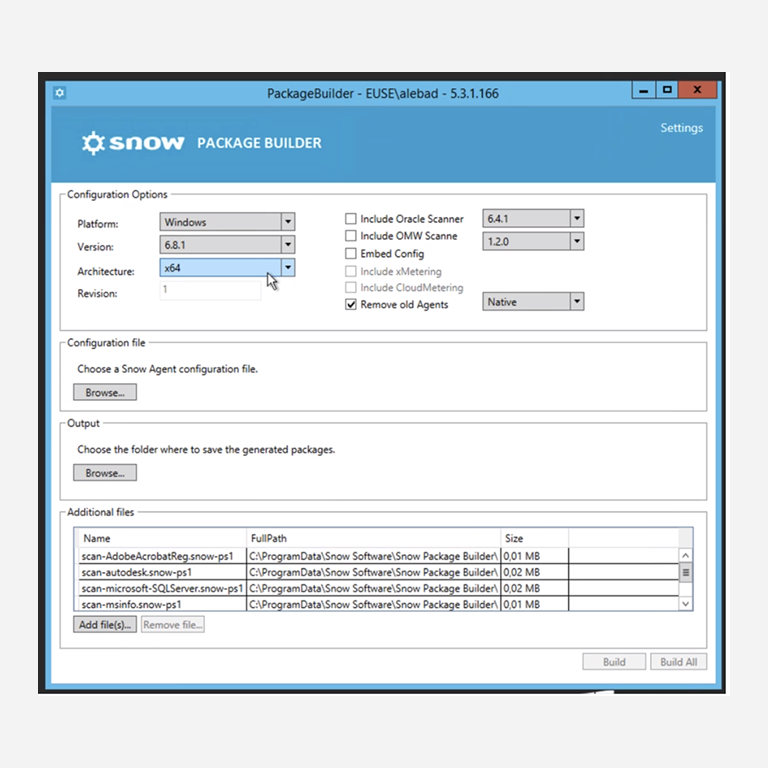 PackageBuilder - EUSE\alebad - 5.3.1.166
Settings
snow PACKAGE BUILDER
Configuration Options
Platform: Windows
Version: 6.8.1
Architecture: x64
Revision: 1
Include Oracle Scanner 6.4.1
Include OMW Scanne 1.2.0
Embed Config
Include xMetering
Include CloudMetering
Remove old Agents Native
Configuration file
Choose a Snow Agent configuration file.
Browse...
Output
Choose the folder where to save the generated packages.
Browse...
Additional files
Name FullPath Size
scan-AdobeAcrobatReg.snow-ps1 C:\ProgramData\Snow Software\Snow Package Builder\ 0,01 MB
scan-autodesk.snow-ps1 C:\ProgramData\Snow Software\Snow Package Builder\ 0,02 MB
scan-microsoft-SQLServer.snow-ps1 C:\ProgramData\Snow Software\Snow Package Builder\ 0,02 MB
scan-msinfo.snow-ps1 C:\ProgramData\Snow Software\Snow Package Builder\ 0,01 MB
Add file(s)... Remove file...
Build Build All